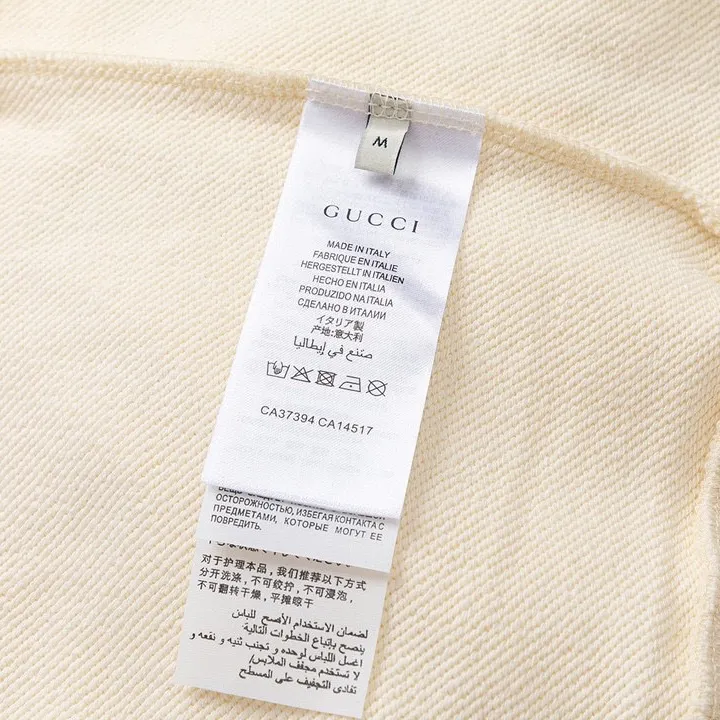 M
GUCCI
MADE IN ITALY
FABRIQUE EN ITALIE
HERGESTELLT IN ITALIEN
HECHO EN ITALIA
PRODUZIDO NA ITALIA
СДЕЛАНО В ИТАЛИИ
イタリア製
产地:意大利
صنع في إيطاليا
CA37394 CA14517
ОСТОРОЖНОСТЬЮ, ИЗБЕГАЯ КОНТАКТА С
ПРЕДМЕТАМИ, КОТОРЫЕ МОГУТ ЕЕ
ПОВРЕДИТЬ.
对于护理本品，我们推荐以下方式
分开洗涤，不可绞拧，不可浸泡，
不可翻转干燥，平摊晾干
لضمان الاستخدام الأصح للباس
ينصح بإتباع الخطوات التالية
اغسل اللباس لوحده و تجنب ثنيه و نقعه و
لا تستخدم مجفف الملابس/
تفادى التجفيف على المسطح